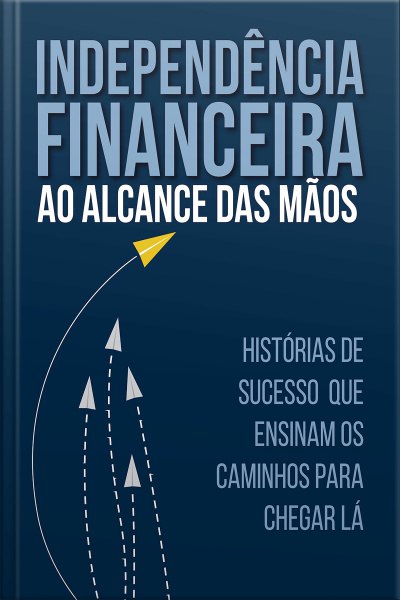 INDEPENDÊNCIA
FINANCEIRA
AO ALCANCE DAS MÃOS
HISTÓRIAS DE
SUCESSO QUE
ENSINAM OS
CAMINHOS PARA
CHEGAR LÁ